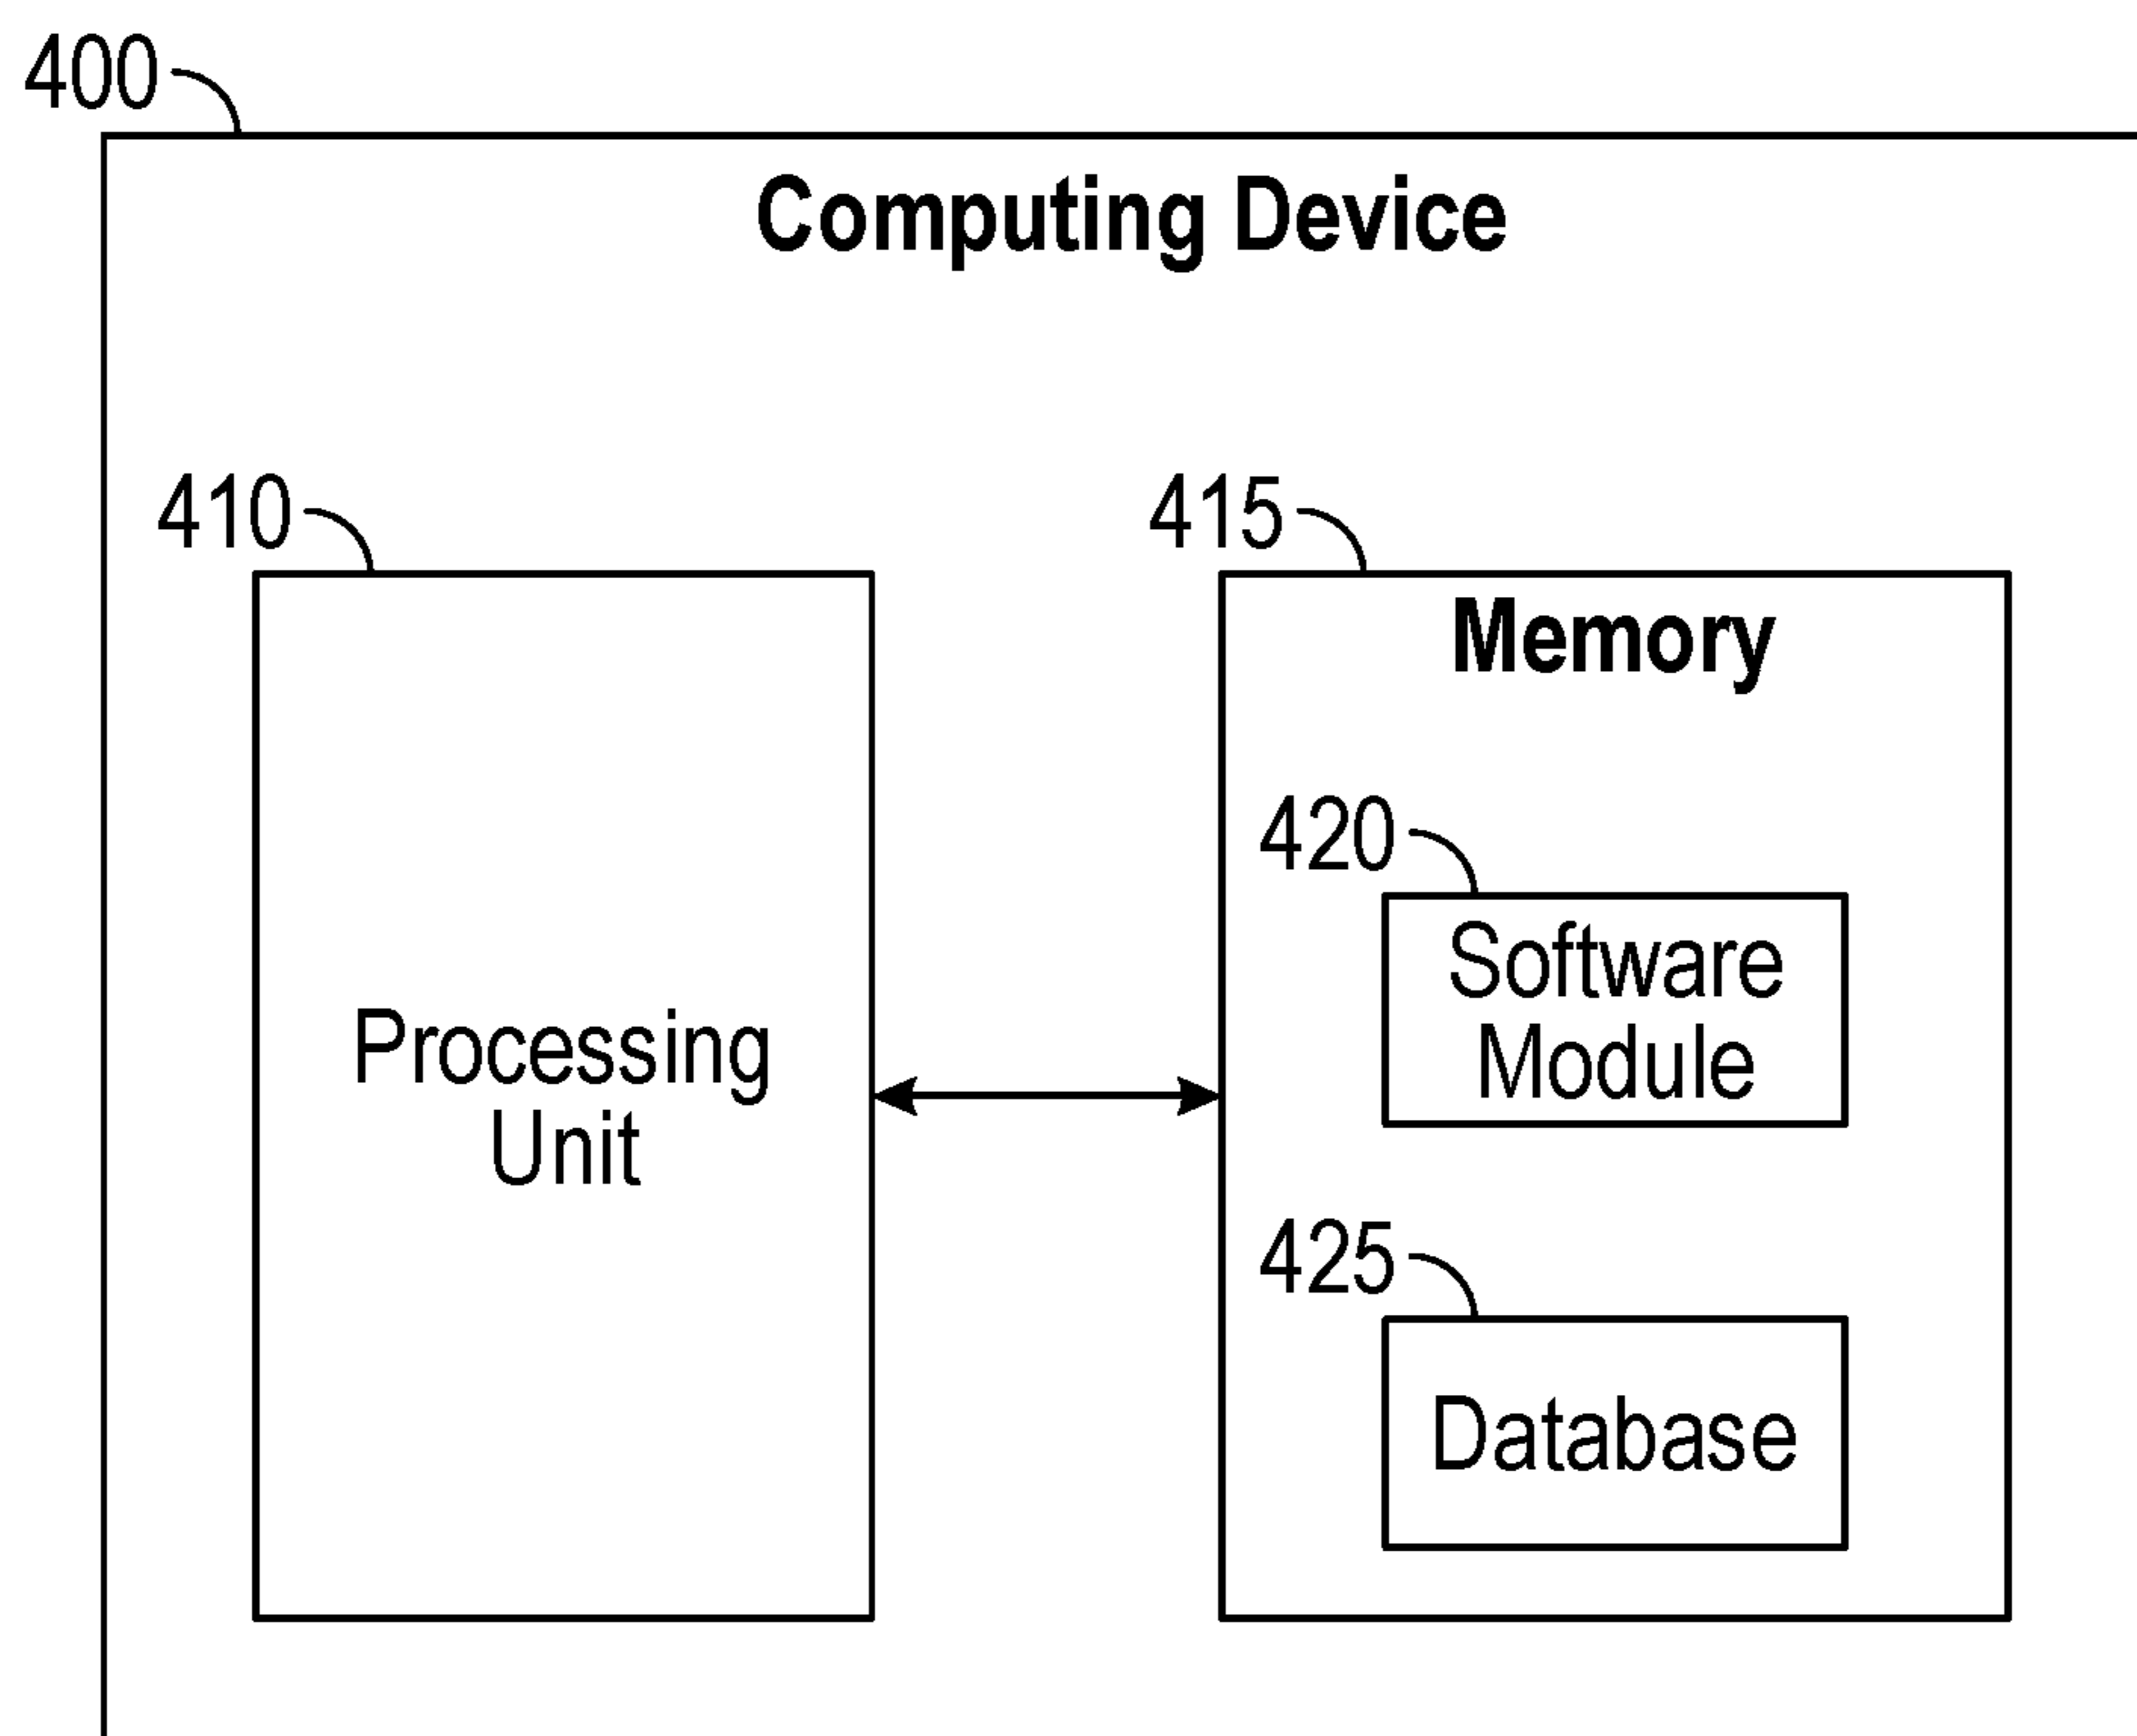 400
Computing Device
410
415
Memory
420
Software
Module
Processing
Unit
425
Database